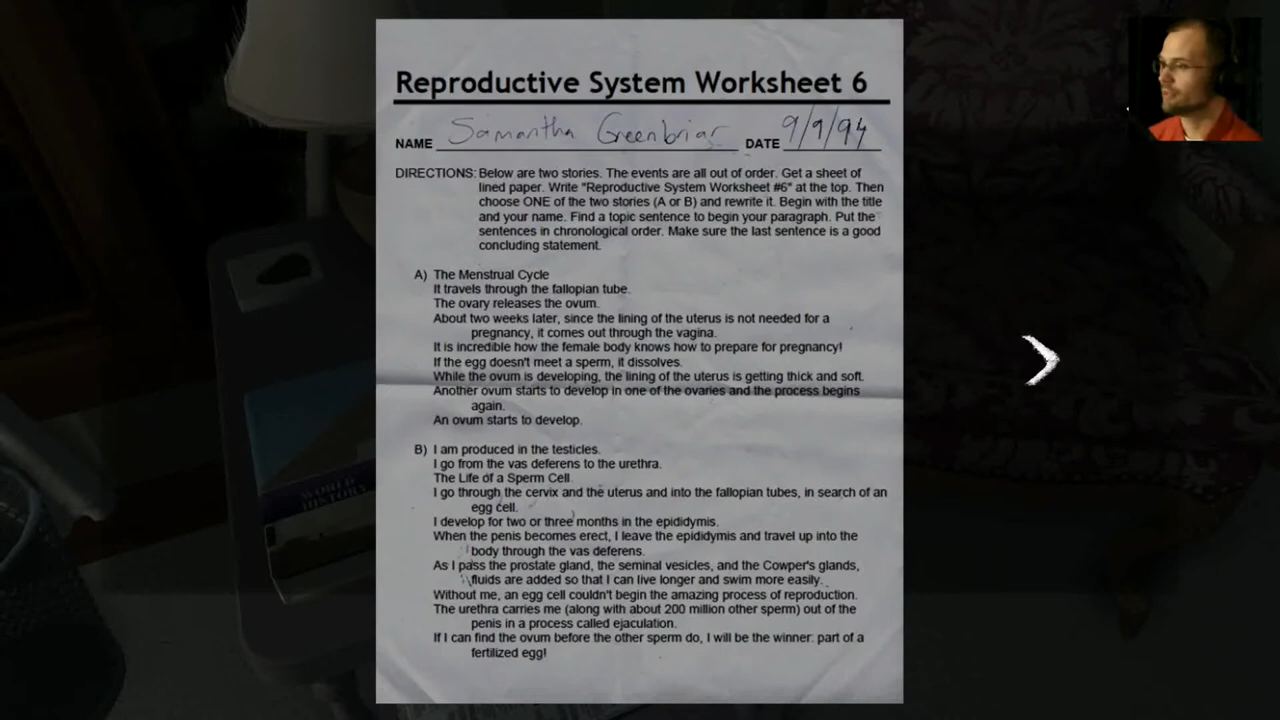 Reproductive System Worksheet 6
NAME Samantha Greenbriar DATE 9/9/94
DIRECTIONS: Below are two stories. The events are all out of order. Get a sheet of
lined paper. Write "Reproductive System Worksheet #6" at the top. Then
choose ONE of the two stories (A or B) and rewrite it. Begin with the title
and your name. Find a topic sentence to begin your paragraph. Put the
sentences in chronological order. Make sure the last sentence is a good
concluding statement.
A) The Menstrual Cycle
It travels through the fallopian tube.
The ovary releases the ovum.
About two weeks later, since the lining of the uterus is not needed for a
pregnancy, it comes out through the vagina.
It is incredible how the female body knows how to prepare for pregnancy!
If the egg doesn't meet a sperm, it dissolves.
While the ovum is developing, the lining of the uterus is getting thick and soft.
Another ovum starts to develop in one of the ovaries and the process begins
again.
An ovum starts to develop.
B) I am produced in the testicles.
I go from the vas deferens to the urethra.
The Life of a Sperm Cell
I go through the cervix and the uterus and into the fallopian tubes, in search of an
egg cell.
I develop for two or three months in the epididymis.
When the penis becomes erect, I leave the epididymis and travel up into the
body through the vas deferens.
As I pass the prostate gland, the seminal vesicles, and the Cowper's glands,
fluids are added so that I can live longer and swim more easily.
Without me, an egg cell couldn't begin the amazing process of reproduction.
The urethra carries me (along with about 200 million other sperm) out of the
penis in a process called ejaculation.
If I can find the ovum before the other sperm do, I will be the winner: part of a
fertilized egg!
WORLD
HISTORY